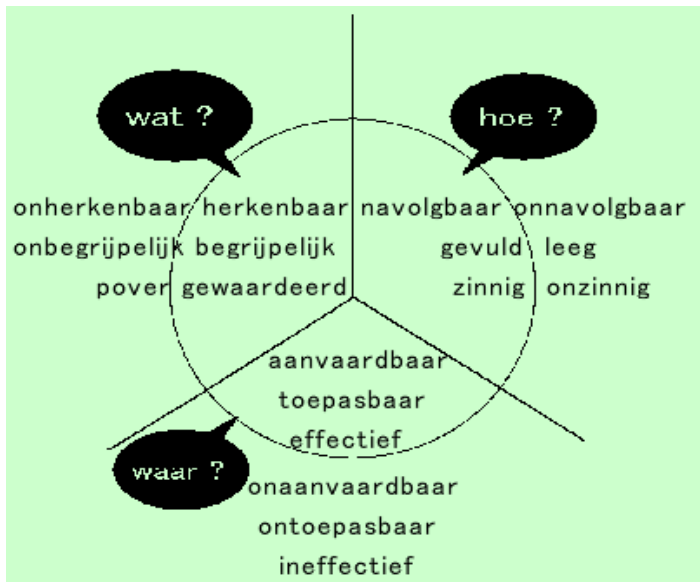 wat ?
hoe ?
onherkenbaar herkenbaar navolgbaar onnavolgbaar
onbegrijpelijk begrijpelijk gevuld leeg
pover gewaardeerd zinnig onzinnig
aanvaardbaar
toepasbaar
effectief
waar ?
onaanvaardbaar
ontoepasbaar
ineffectief